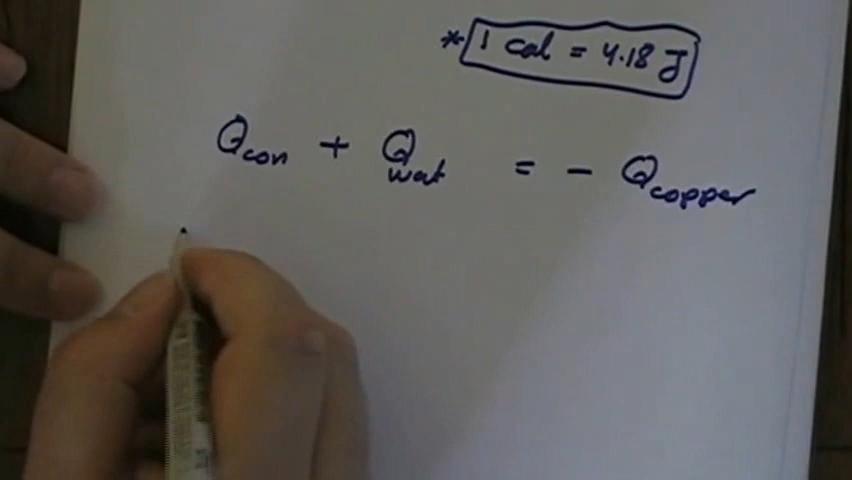 * 1 cal = 4.18 J
Qcon + Qwat = - Qcopper